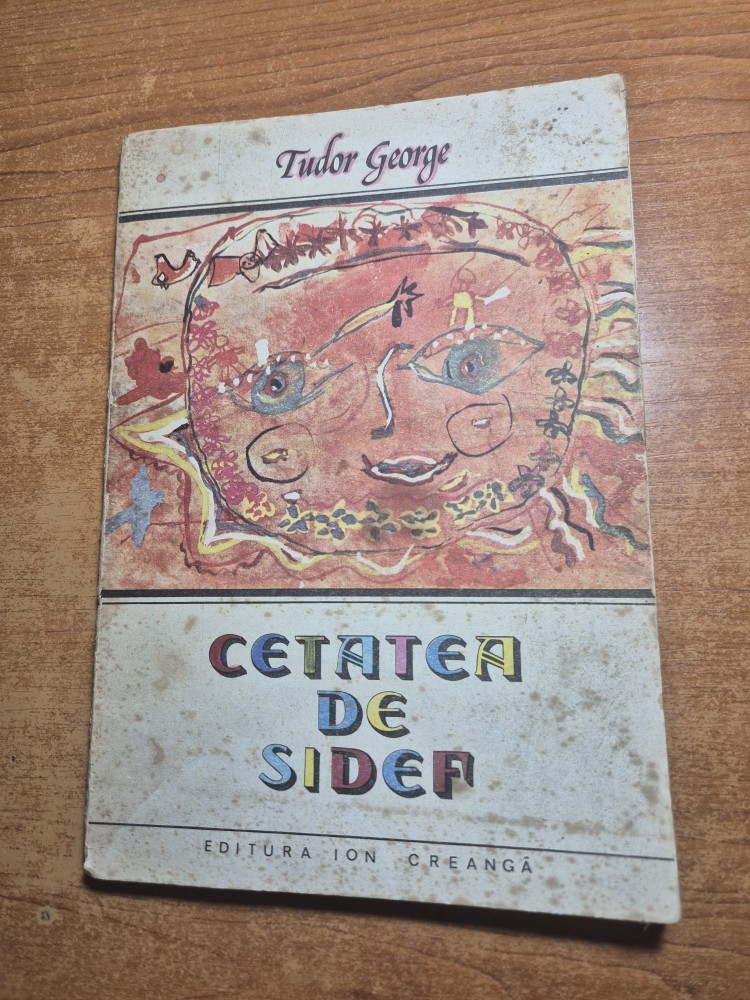 Tudor George
CETATEA
DE
SIDEF
EDITURA ION CREANGĂ